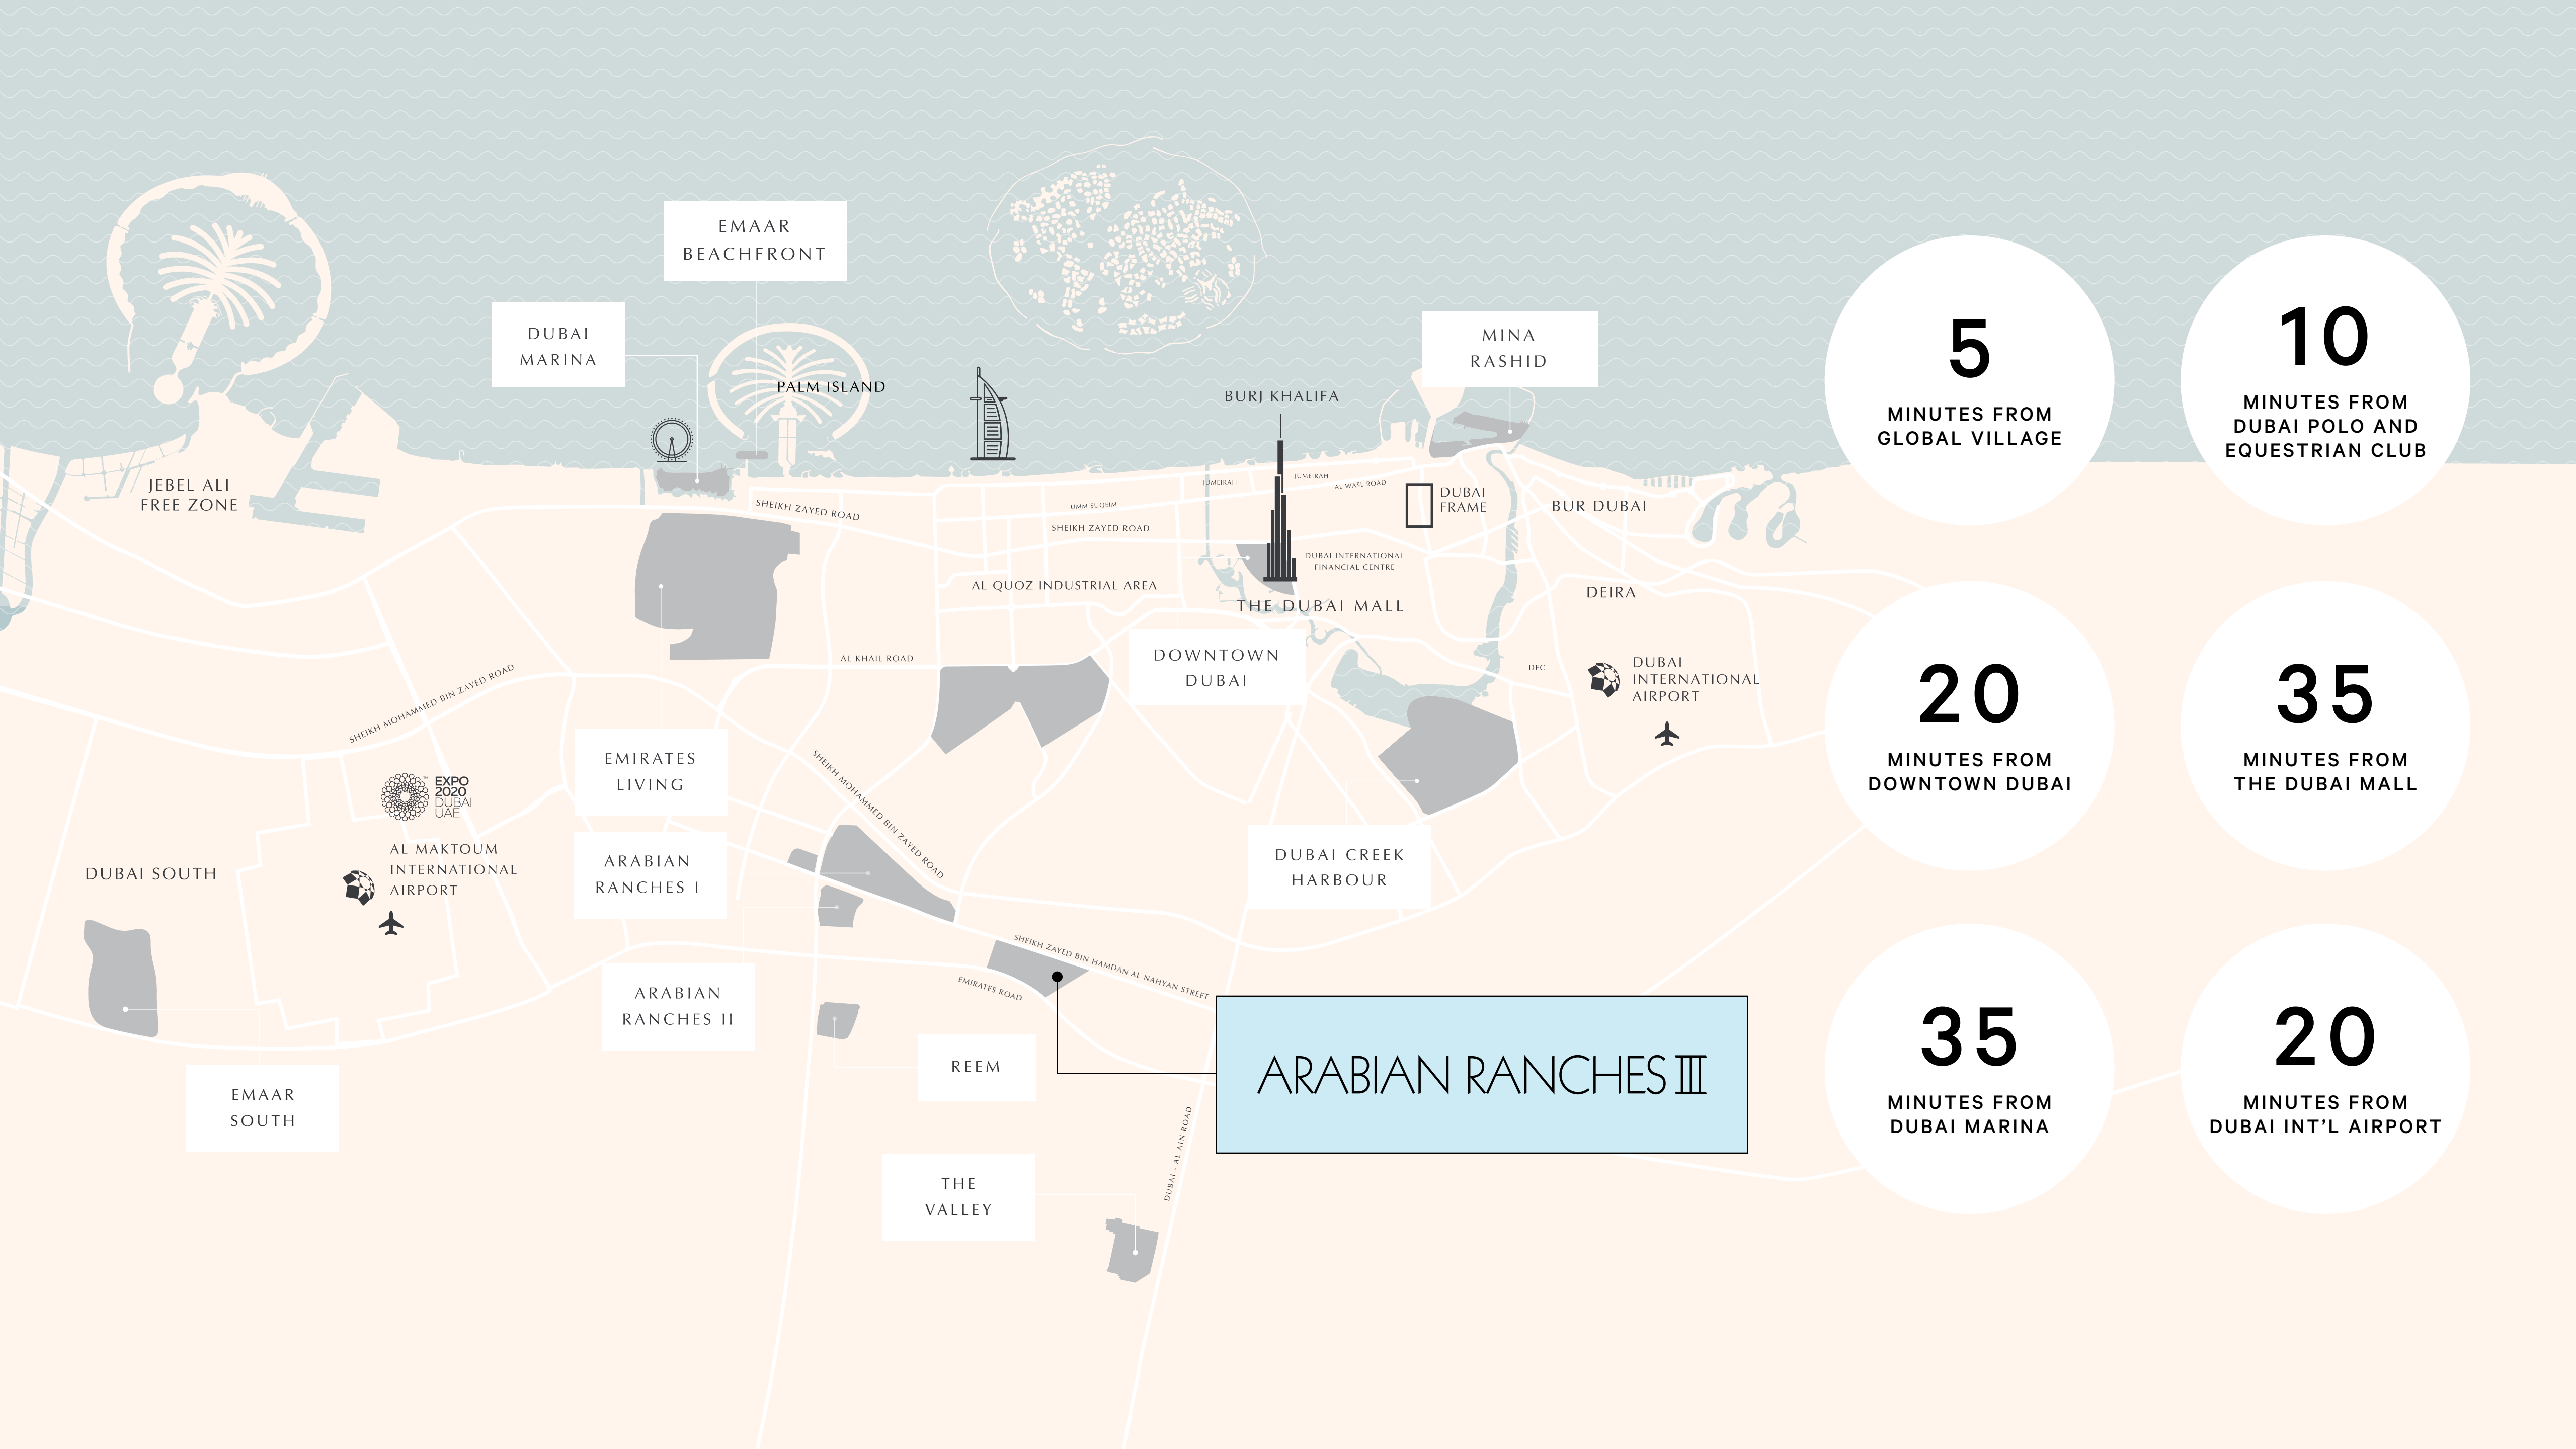 EMAAR
BEACHFRONT
DUBAI
MARINA
PALM ISLAND
BURJ KHALIFA
MINA
RASHID
JEBEL ALI
FREE ZONE
SHEIKH ZAYED ROAD
UMM SUQEIM
SHEIKH ZAYED ROAD
JUMEIRAH
JUMEIRAH
AL WASL ROAD
DUBAI
FRAME
BUR DUBAI
DUBAI INTERNATIONAL
FINANCIAL CENTRE
AL QUOZ INDUSTRIAL AREA
THE DUBAI MALL
DEIRA
AL KHAIL ROAD
DOWNTOWN
DUBAI
DFC
DUBAI
INTERNATIONAL
AIRPORT
SHEIKH MOHAMMED BIN ZAYED ROAD
EMIRATES
LIVING
SHEIKH MOHAMMED BIN ZAYED ROAD
EXPO
2020
DUBAI
UAE
™
AL MAKTOUM
INTERNATIONAL
AIRPORT
DUBAI SOUTH
ARABIAN
RANCHES I
DUBAI CREEK
HARBOUR
ARABIAN
RANCHES II
SHEIKH ZAYED BIN HAMDAN AL NAHYAN STREET
EMIRATES ROAD
REEM
ARABIAN RANCHES III
EMAAR
SOUTH
THE
VALLEY
DUBAI - AL AIN ROAD
5
MINUTES FROM
GLOBAL VILLAGE
10
MINUTES FROM
DUBAI POLO AND
EQUESTRIAN CLUB
20
MINUTES FROM
DOWNTOWN DUBAI
35
MINUTES FROM
THE DUBAI MALL
35
MINUTES FROM
DUBAI MARINA
20
MINUTES FROM
DUBAI INT'L AIRPORT